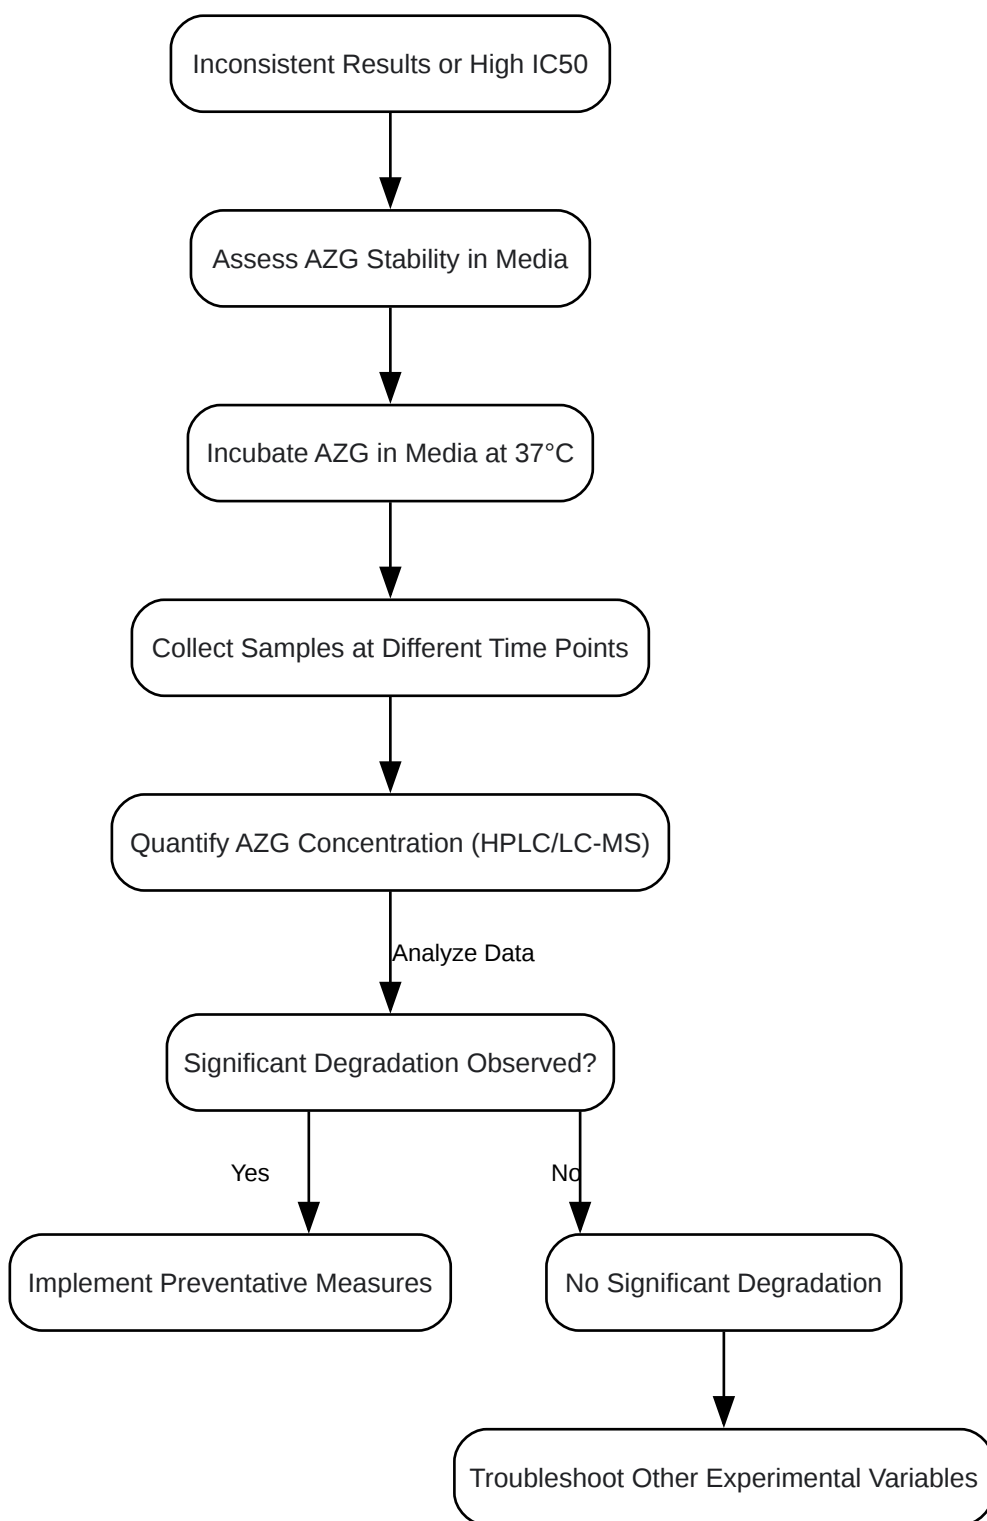 Inconsistent Results or High IC50
Assess AZG Stability in Media
Incubate AZG in Media at 37°C
Collect Samples at Different Time Points
Quantify AZG Concentration (HPLC/LC-MS)
Analyze Data
Significant Degradation Observed?
Yes
No
Implement Preventative Measures
No Significant Degradation
Troubleshoot Other Experimental Variables